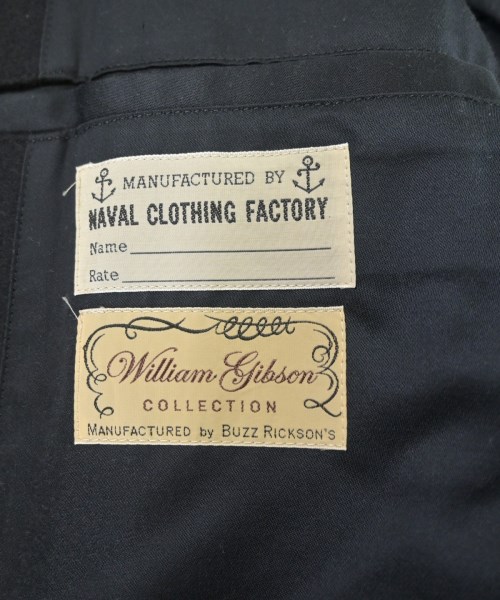 MANUFACTURED BY
NAVAL CLOTHING FACTORY
Name
Rate
William Gibson
COLLECTION
MANUFACTURED by BUZZ RICKSON'S